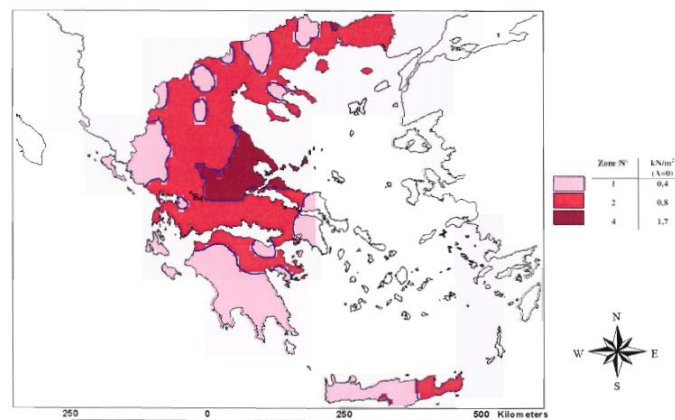 Zone N° kN/m²
(A=0)
1 0,4
2 0,8
4 1,7
N
W E
S
250 0 250 500 Kilometers